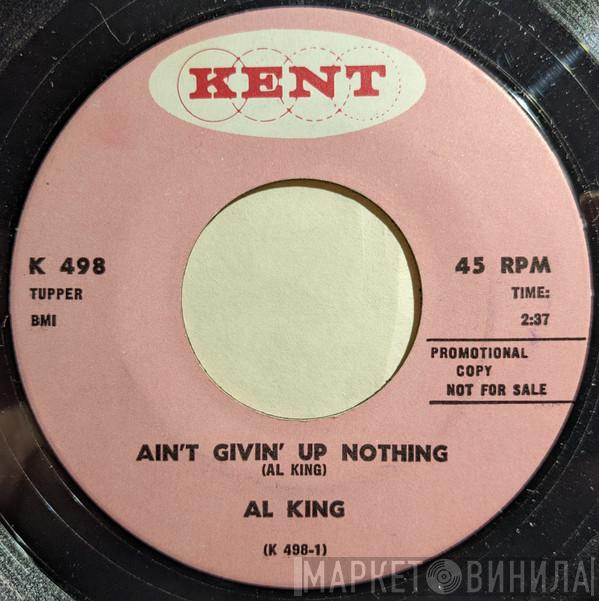 KENT
K 498
TUPPER
BMI
45 RPM
TIME:
2:37
PROMOTIONAL
COPY
NOT FOR SALE
AIN'T GIVIN' UP NOTHING
(AL KING)
AL KING
(K 498-1)
МАРКЕТ ВИНИЛА